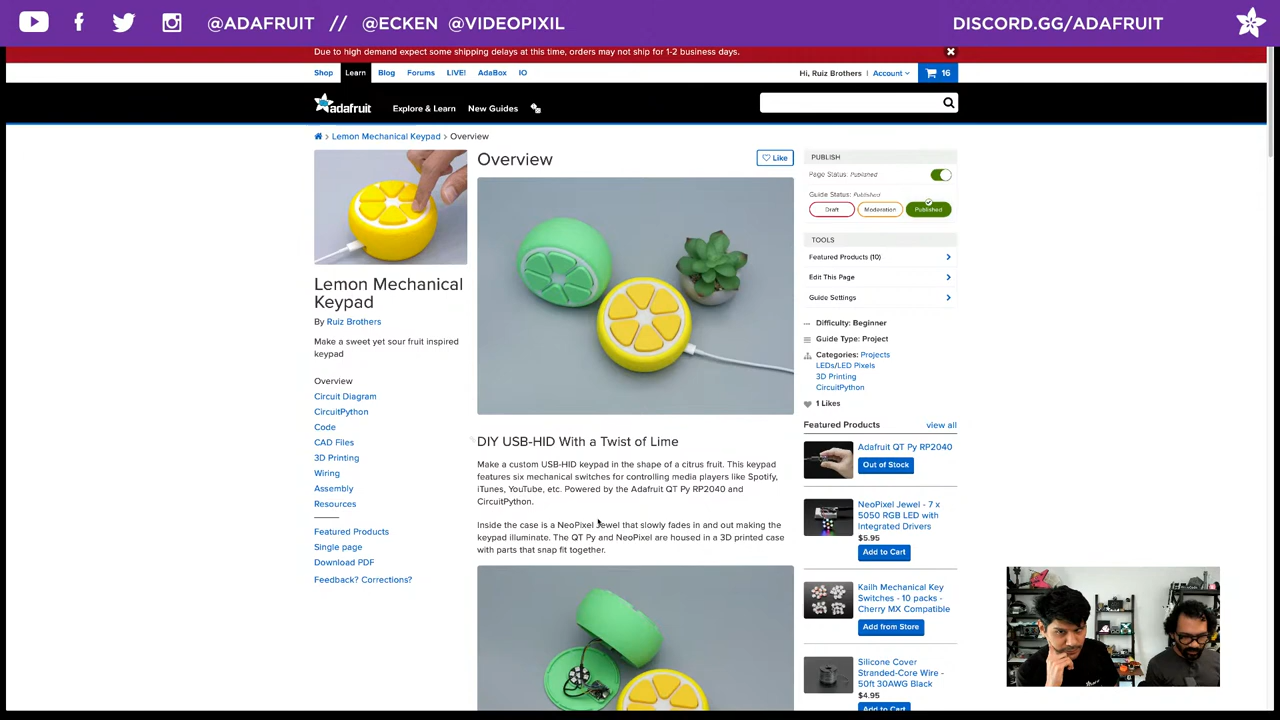 @ADAFRUIT // @ECKEN @VIDEOPIXIL
DISCORD.GG/ADAFRUIT
Due to high demand expect some shipping delays at this time, orders may not ship for 1-2 business days.
Shop Learn Blog Forums LIVE! AdaBox IO
Hi, Ruiz Brothers | Account 16
adafruit Explore & Learn New Guides
Lemon Mechanical Keypad > Overview
Lemon Mechanical
Keypad
By Ruiz Brothers
Make a sweet yet sour fruit inspired
keypad
Overview
Circuit Diagram
CircuitPython
Code
CAD Files
3D Printing
Wiring
Assembly
Resources
Featured Products
Single page
Download PDF
Feedback? Corrections?
Overview
Like
DIY USB-HID With a Twist of Lime
Make a custom USB-HID keypad in the shape of a citrus fruit. This keypad
features six mechanical switches for controlling media players like Spotify,
iTunes, YouTube, etc. Powered by the Adafruit QT Py RP2040 and
CircuitPython.
Inside the case is a NeoPixel Jewel that slowly fades in and out making the
keypad illuminate. The QT Py and NeoPixel are housed in a 3D printed case
with parts that snap fit together.
PUBLISH
Page Status: Published
Guide Status: Published
Draft Moderation Published
TOOLS
Featured Products (10)
Edit This Page
Guide Settings
Difficulty: Beginner
Guide Type: Project
Categories: Projects
LEDs/LED Pixels
3D Printing
CircuitPython
1 Likes
Featured Products view all
Adafruit QT Py RP2040
Out of Stock
NeoPixel Jewel - 7 x
5050 RGB LED with
Integrated Drivers
$5.95
Add to Cart
Kailh Mechanical Key
Switches - 10 packs -
Cherry MX Compatible
Add from Store
Silicone Cover
Stranded-Core Wire -
50ft 30AWG Black
$4.95
Add to Cart